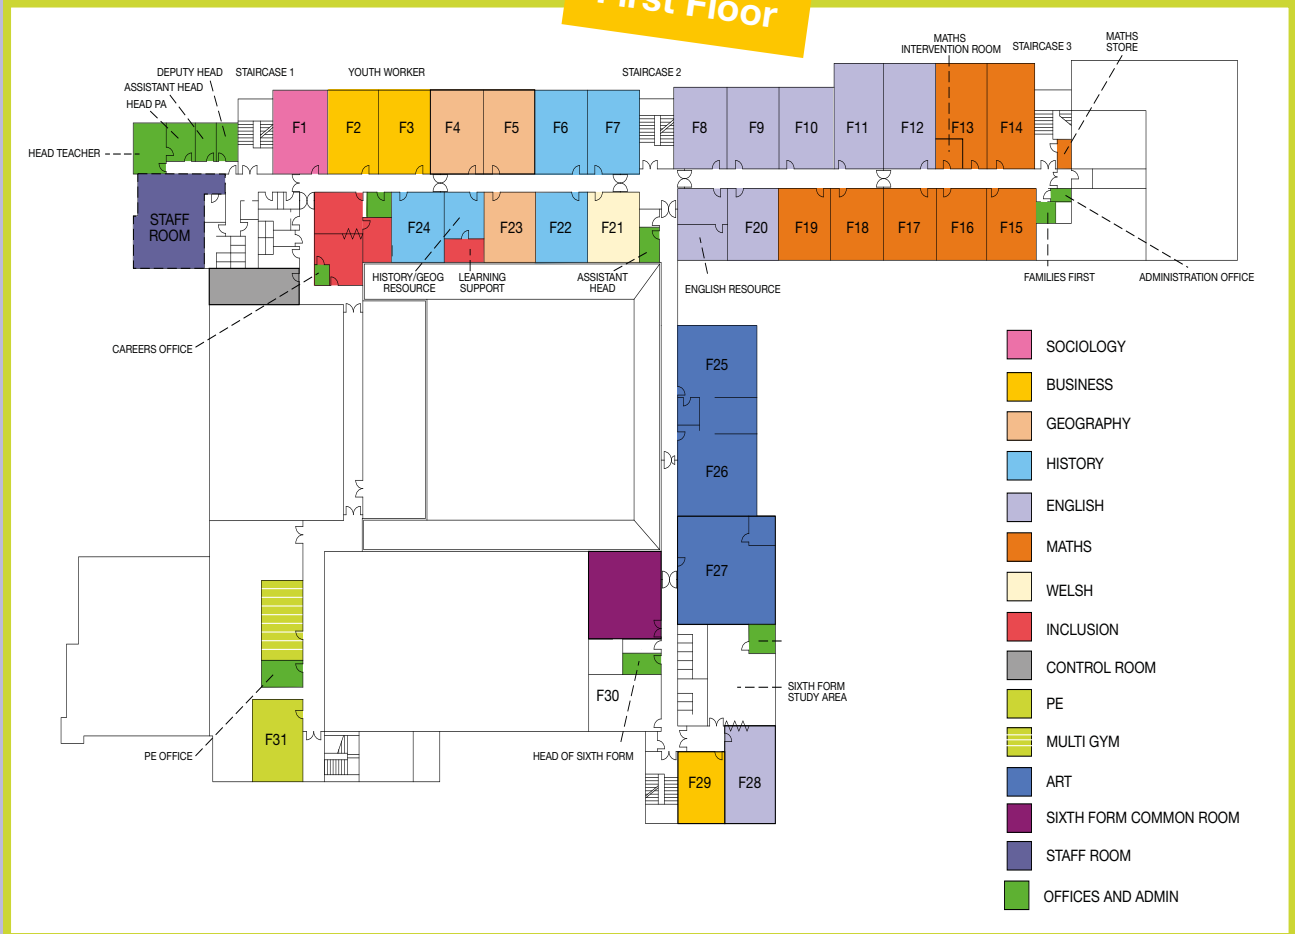 First Floor
MATHS
INTERVENTION ROOM
STAIRCASE 3
MATHS
STORE
DEPUTY HEAD
STAIRCASE 1
YOUTH WORKER
STAIRCASE 2
ASSISTANT HEAD
HEAD PA
HEAD TEACHER
F1
F2
F3
F4
F5
F6
F7
F8
F9
F10
F11
F12
F13
F14
STAFF
ROOM
F24
F23
F22
F21
F20
F19
F18
F17
F16
F15
HISTORY/GEOG
RESOURCE
LEARNING
SUPPORT
ASSISTANT
HEAD
ENGLISH RESOURCE
FAMILIES FIRST
ADMINISTRATION OFFICE
CAREERS OFFICE
F25
F26
F27
F30
SIXTH FORM
STUDY AREA
F31
PE OFFICE
HEAD OF SIXTH FORM
F29
F28
SOCIOLOGY
BUSINESS
GEOGRAPHY
HISTORY
ENGLISH
MATHS
WELSH
INCLUSION
CONTROL ROOM
PE
MULTI GYM
ART
SIXTH FORM COMMON ROOM
STAFF ROOM
OFFICES AND ADMIN